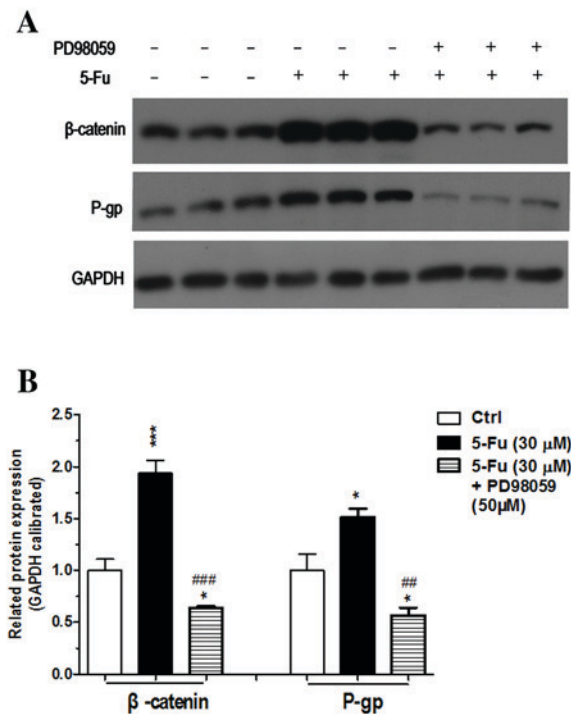 A
PD98059 – – – – – – + + +
5-Fu – – – + + + + + +
β-catenin
P-gp
GAPDH
B
Related protein expression
(GAPDH calibrated)
2.5
2.0
1.5
1.0
0.5
0.0
***
###
*
*
##
*
β -catenin
P-gp
Ctrl
5-Fu (30 μM)
5-Fu (30 μM)
+ PD98059
(50μM)